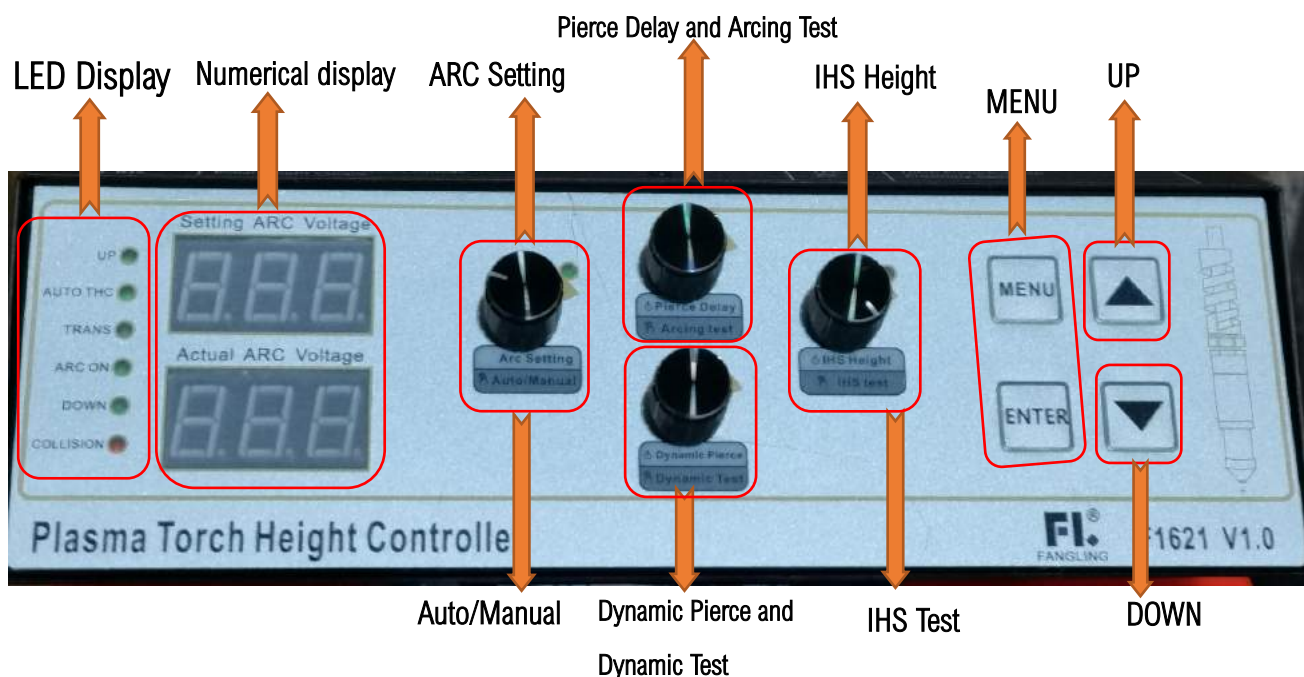 Pierce Delay and Arcing Test
LED Display
Numerical display
ARC Setting
IHS Height
MENU
UP
Setting ARC Voltage
UP
AUTO THC
TRANS
ARC ON
DOWN
COLLISION
Actual ARC Voltage
Arc Setting
Auto/Manual
Pierce Delay
Arcing test
Dynamic Pierce
Dynamic Test
IHS Height
IHS test
MENU
ENTER
Plasma Torch Height Controlle
FL®
FANGLING
F1621 V1.0
Auto/Manual
Dynamic Pierce and
Dynamic Test
IHS Test
DOWN